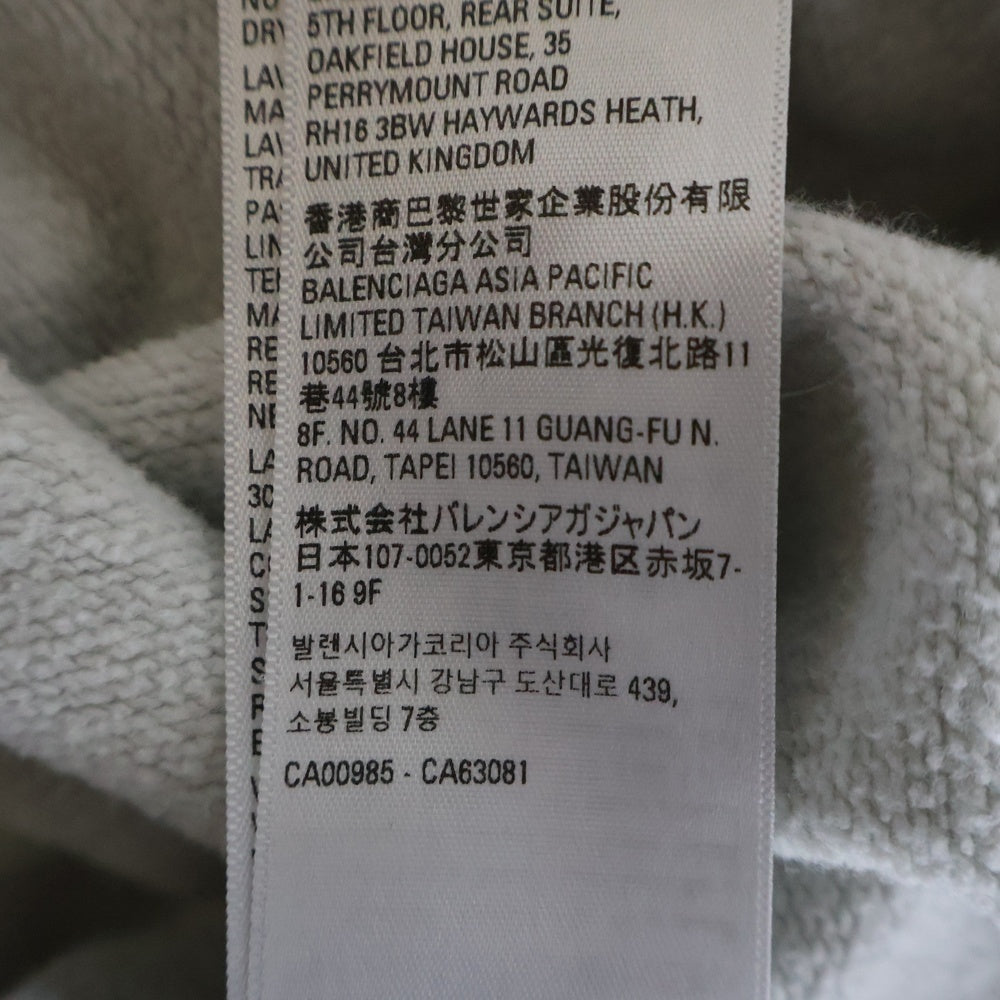 5TH FLOOR, REAR SUITE,
OAKFIELD HOUSE, 35
PERRYMOUNT ROAD
RH16 3BW HAYWARDS HEATH,
UNITED KINGDOM
香港商巴黎世家企業股份有限
公司台灣分公司
BALENCIAGA ASIA PACIFIC
LIMITED TAIWAN BRANCH (H.K.)
10560 台北市松山區光復北路11
巷44號8樓
8F. NO. 44 LANE 11 GUANG-FU N.
ROAD, TAPEI 10560, TAIWAN
株式会社バレンシアガジャパン
日本107-0052東京都港区赤坂7-
1-16 9F
발렌시아가코리아 주식회사
서울특별시 강남구 도산대로 439,
소봉빌딩 7층
CA00985 - CA63081